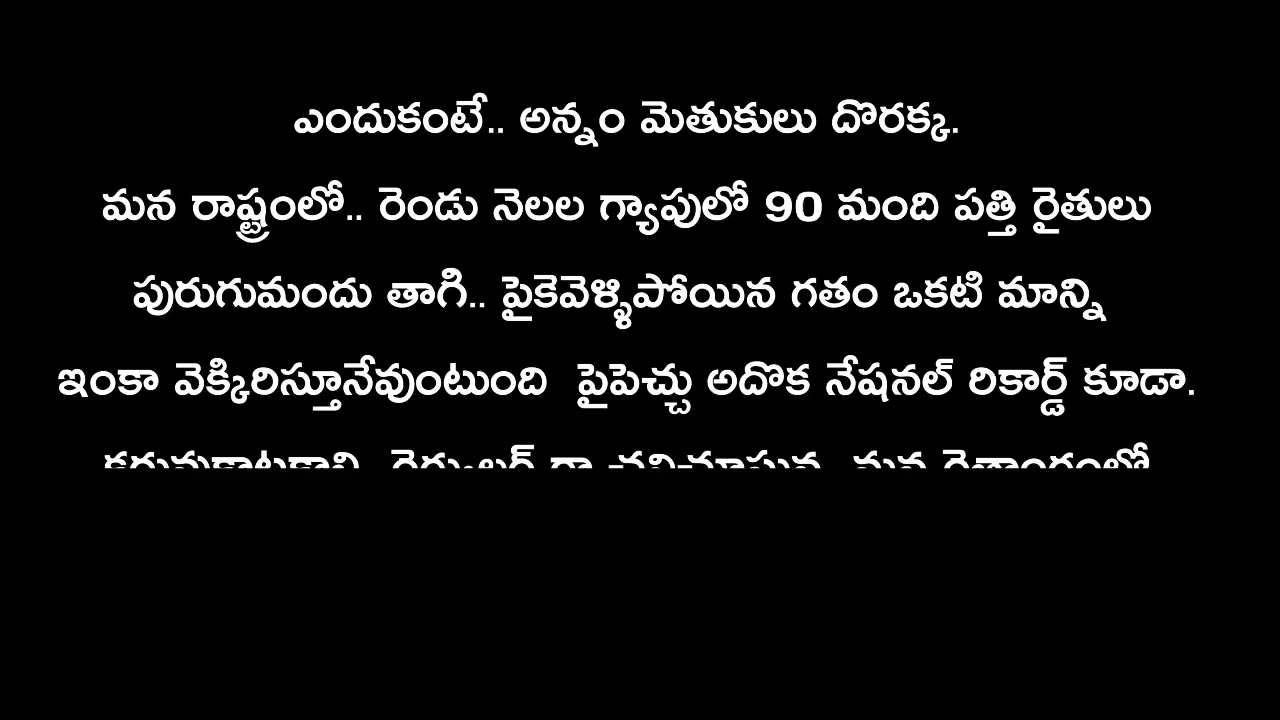 ఎందుకంటే.. అన్నం మెతుకులు దొరక్క.
మన రాష్ట్రంలో.. రెండు నెలల గ్యాపులో 90 మంది పత్తి రైతులు
పురుగుమందు తాగి.. పైకెవెళ్ళిపోయిన గతం ఒకటి మాన్ని
ఇంకా వెక్కిరిస్తూనేవుంటుంది పైపెచ్చు అదొక నేషనల్ రికార్డ్ కూడా.